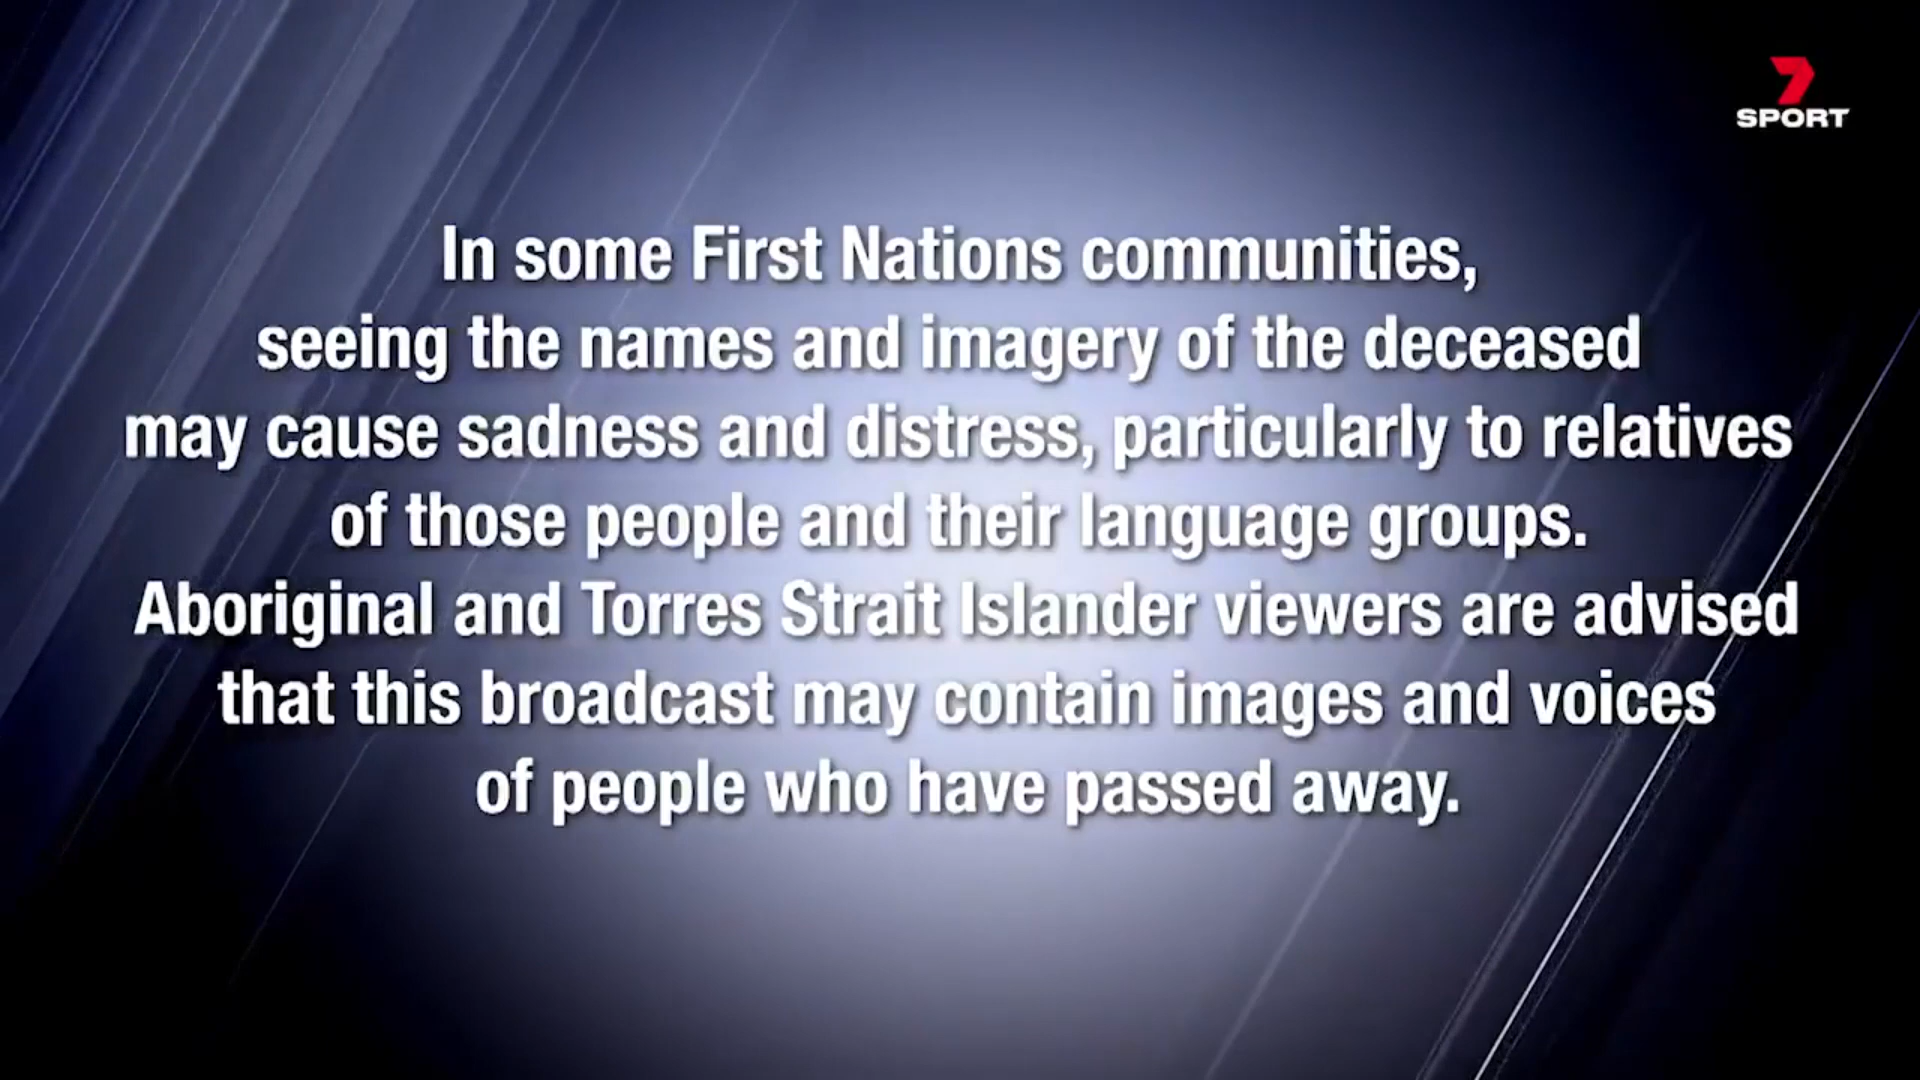 7
SPORT
In some First Nations communities,
seeing the names and imagery of the deceased
may cause sadness and distress, particularly to relatives
of those people and their language groups.
Aboriginal and Torres Strait Islander viewers are advised
that this broadcast may contain images and voices
of people who have passed away.